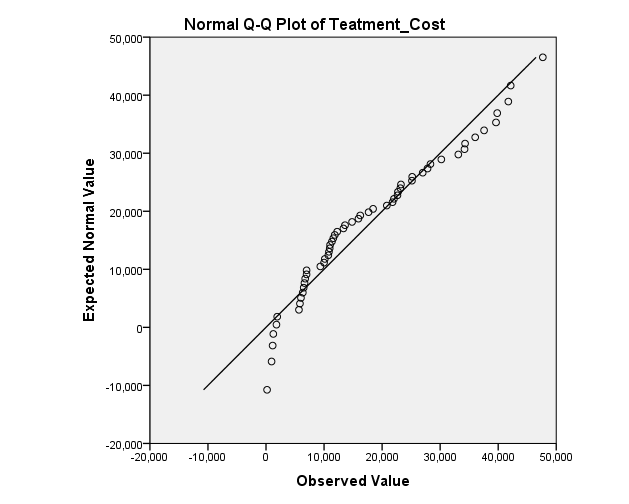 Normal Q-Q Plot of Teatment_Cost
50,000
40,000
30,000
20,000
10,000
0
-10,000
-20,000
Expected Normal Value
-20,000 -10,000 0 10,000 20,000 30,000 40,000 50,000
Observed Value